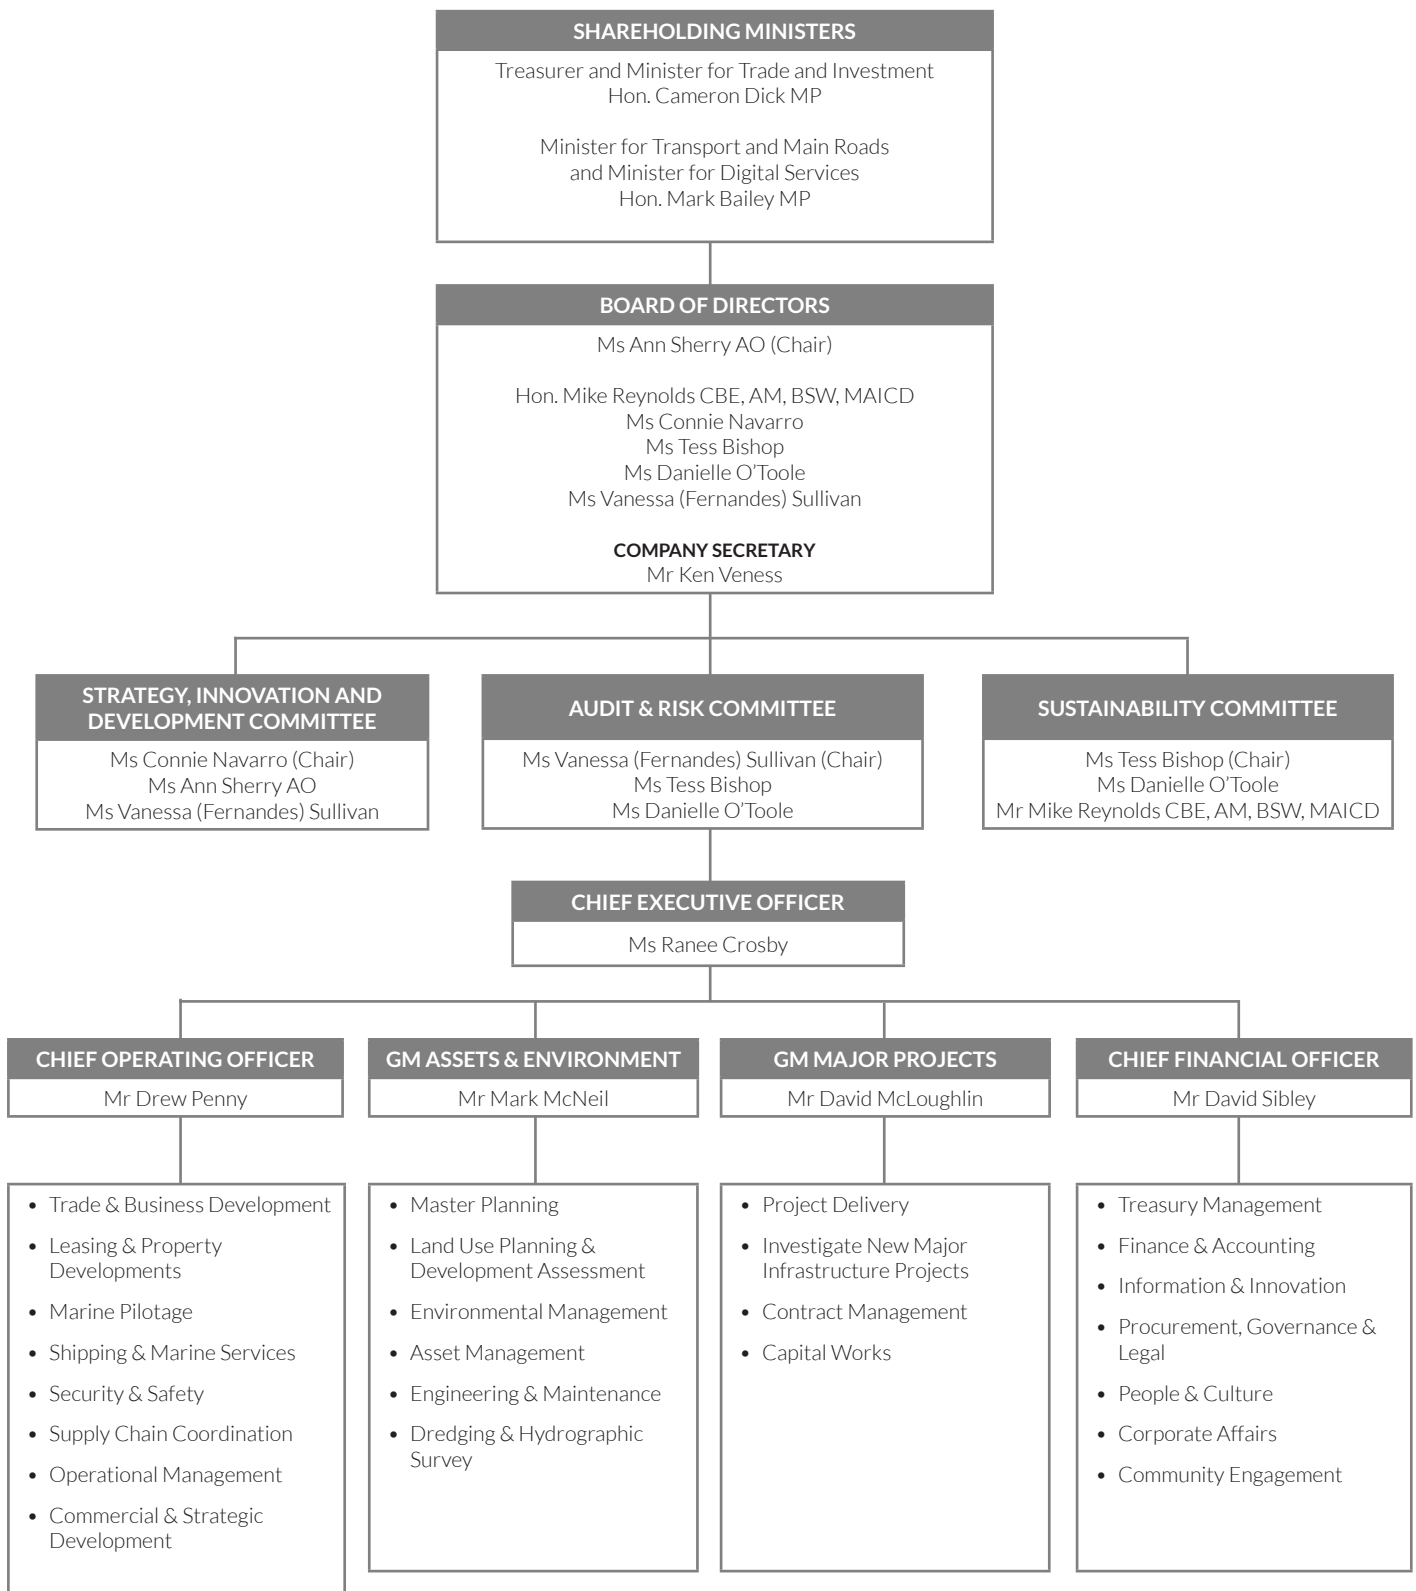 SHAREHOLDING MINISTERS
Treasurer and Minister for Trade and Investment
Hon. Cameron Dick MP
Minister for Transport and Main Roads
and Minister for Digital Services
Hon. Mark Bailey MP
BOARD OF DIRECTORS
Ms Ann Sherry AO (Chair)
Hon. Mike Reynolds CBE, AM, BSW, MAICD
Ms Connie Navarro
Ms Tess Bishop
Ms Danielle O'Toole
Ms Vanessa (Fernandes) Sullivan
COMPANY SECRETARY
Mr Ken Veness
STRATEGY, INNOVATION AND
DEVELOPMENT COMMITTEE
Ms Connie Navarro (Chair)
Ms Ann Sherry AO
Ms Vanessa (Fernandes) Sullivan
AUDIT & RISK COMMITTEE
Ms Vanessa (Fernandes) Sullivan (Chair)
Ms Tess Bishop
Ms Danielle O'Toole
SUSTAINABILITY COMMITTEE
Ms Tess Bishop (Chair)
Ms Danielle O'Toole
Mr Mike Reynolds CBE, AM, BSW, MAICD
CHIEF EXECUTIVE OFFICER
Ms Ranee Crosby
CHIEF OPERATING OFFICER
Mr Drew Penny
• Trade & Business Development
• Leasing & Property
Developments
• Marine Pilotage
• Shipping & Marine Services
• Security & Safety
• Supply Chain Coordination
• Operational Management
• Commercial & Strategic
Development
GM ASSETS & ENVIRONMENT
Mr Mark McNeil
• Master Planning
• Land Use Planning &
Development Assessment
• Environmental Management
• Asset Management
• Engineering & Maintenance
• Dredging & Hydrographic
Survey
GM MAJOR PROJECTS
Mr David McLoughlin
• Project Delivery
• Investigate New Major
Infrastructure Projects
• Contract Management
• Capital Works
CHIEF FINANCIAL OFFICER
Mr David Sibley
• Treasury Management
• Finance & Accounting
• Information & Innovation
• Procurement, Governance &
Legal
• People & Culture
• Corporate Affairs
• Community Engagement